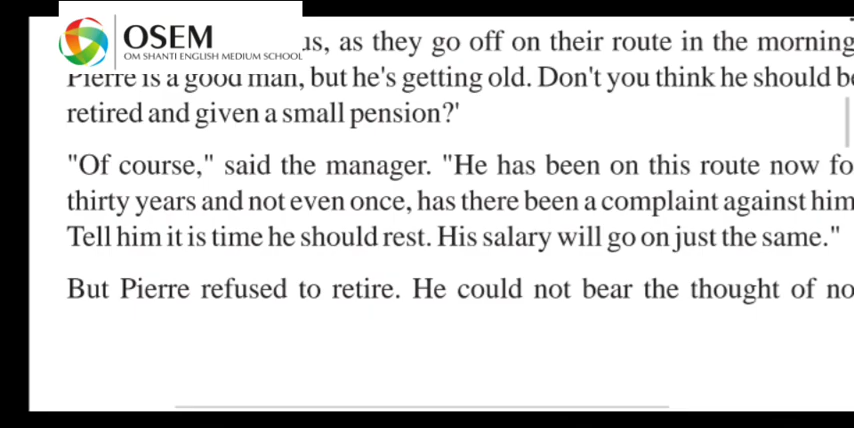 OSEM
OM SHANTI ENGLISH MEDIUM SCHOOL
as they go off on their route in the morning
Pierre is a good man, but he's getting old. Don't you think he should
retired and given a small pension?'
"Of course," said the manager. "He has been on this route now
thirty years and not even once, has there been a complaint against him
Tell him it is time he should rest. His salary will go on just the same."
But Pierre refused to retire. He could not bear the thought of